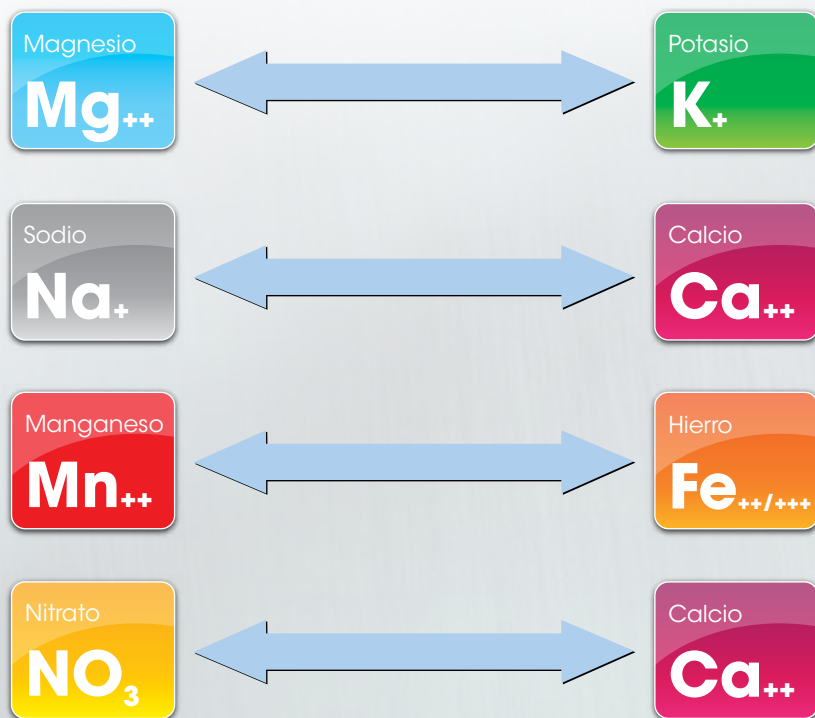 Magnesio
Mg++
Potasio
K+
Sodio
Na+
Calcio
Ca++
Manganeso
Mn++
Hierro
Fe++/+++
Nitrato
NO3
Calcio
Ca++